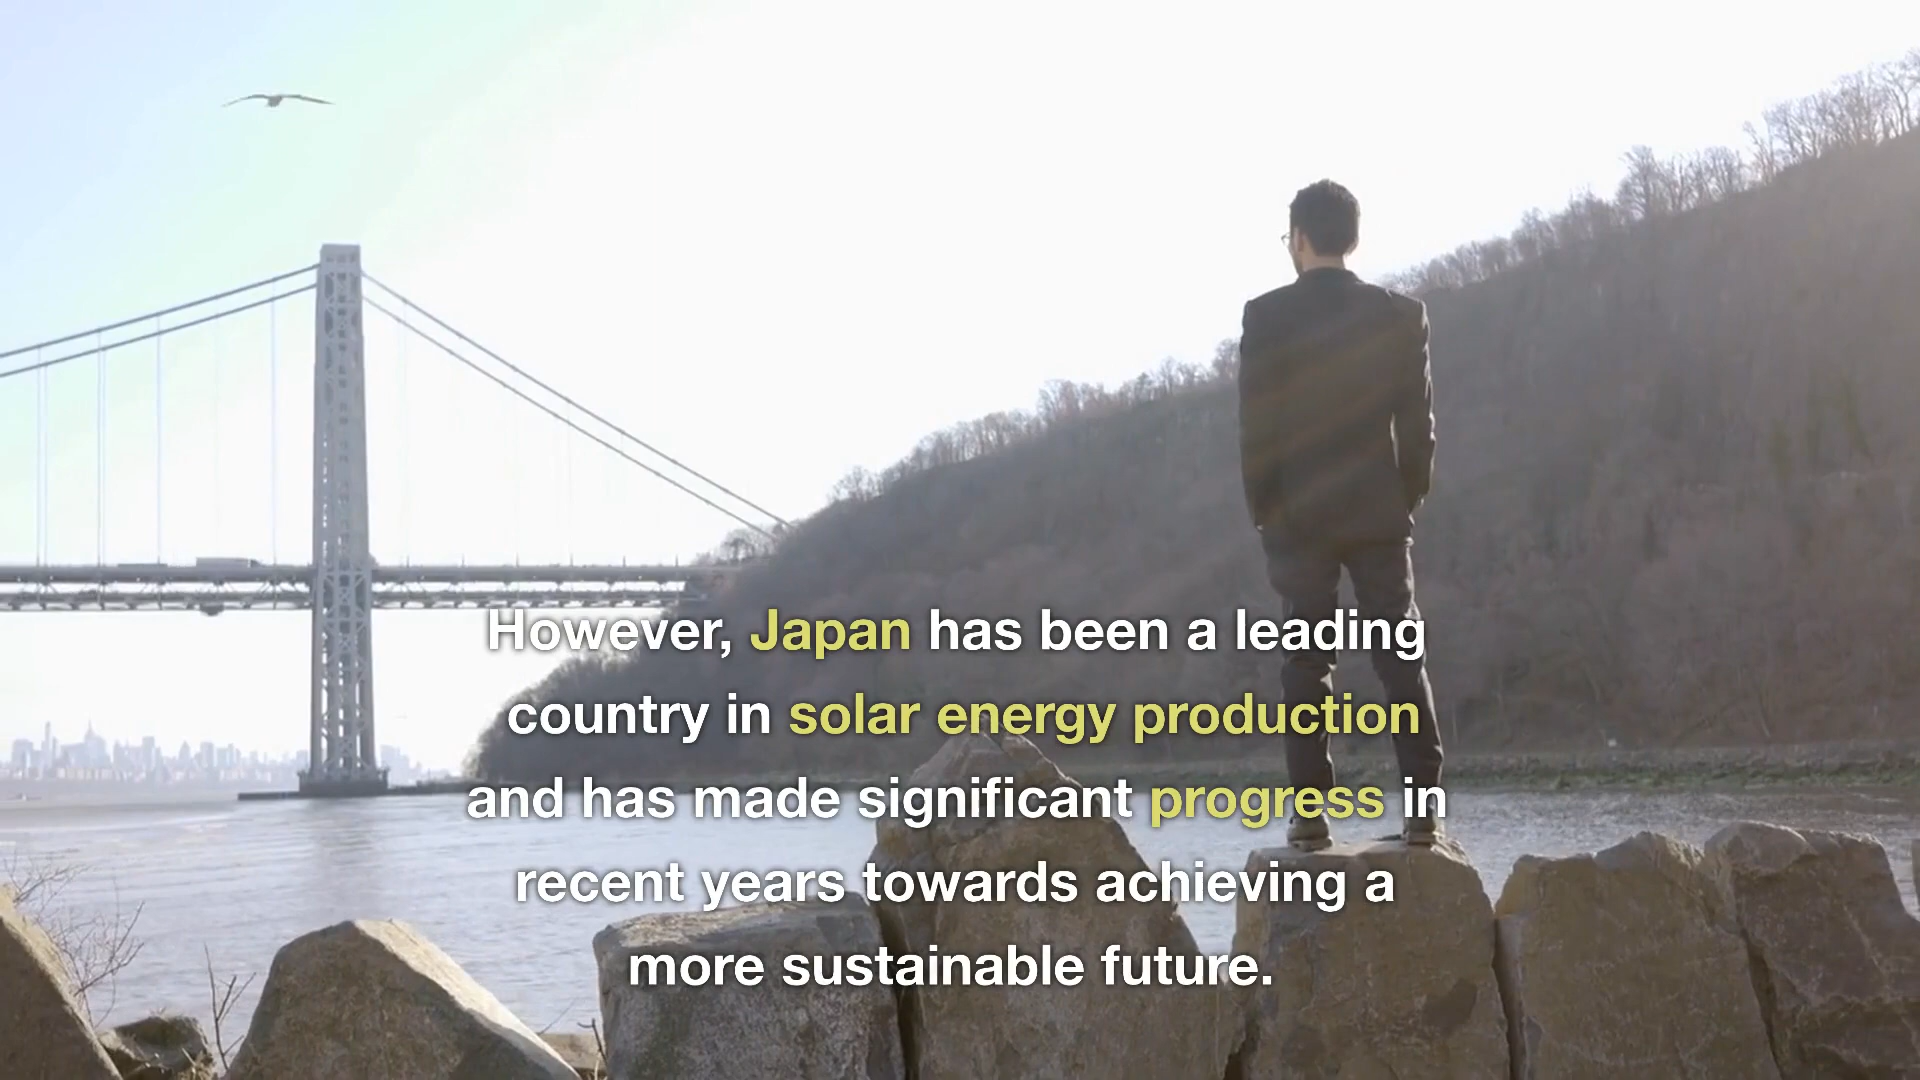 However, Japan has been a leading
country in solar energy production
and has made significant progress in
recent years towards achieving a
more sustainable future.